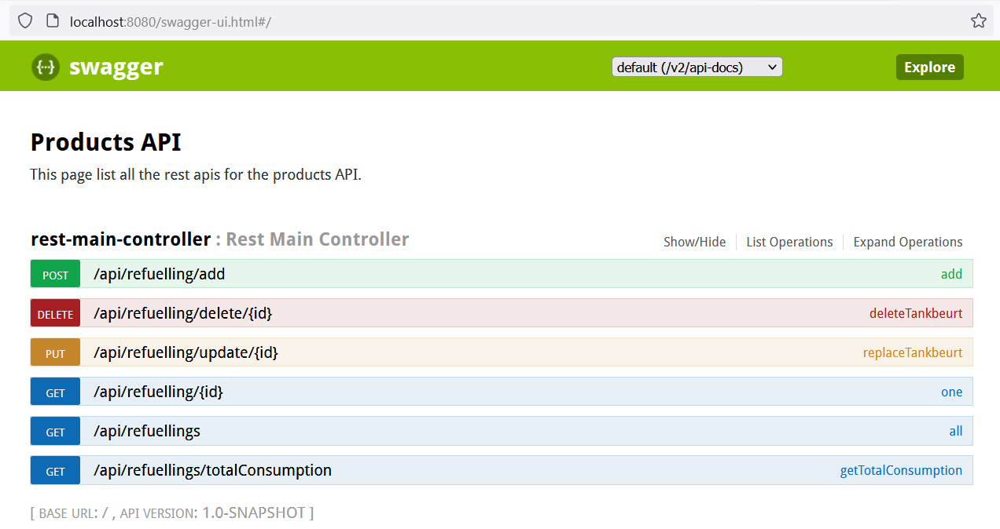 localhost:8080/swagger-ui.html#/
{··} swagger default (/v2/api-docs) Explore
Products API
This page list all the rest apis for the products API.
rest-main-controller : Rest Main Controller Show/Hide List Operations Expand Operations
POST /api/refuelling/add add
DELETE /api/refuelling/delete/{id} deleteTankbeurt
PUT /api/refuelling/update/{id} replaceTankbeurt
GET /api/refuelling/{id} one
GET /api/refuellings all
GET /api/refuellings/totalConsumption getTotalConsumption
[ BASE URL: / , API VERSION: 1.0-SNAPSHOT ]